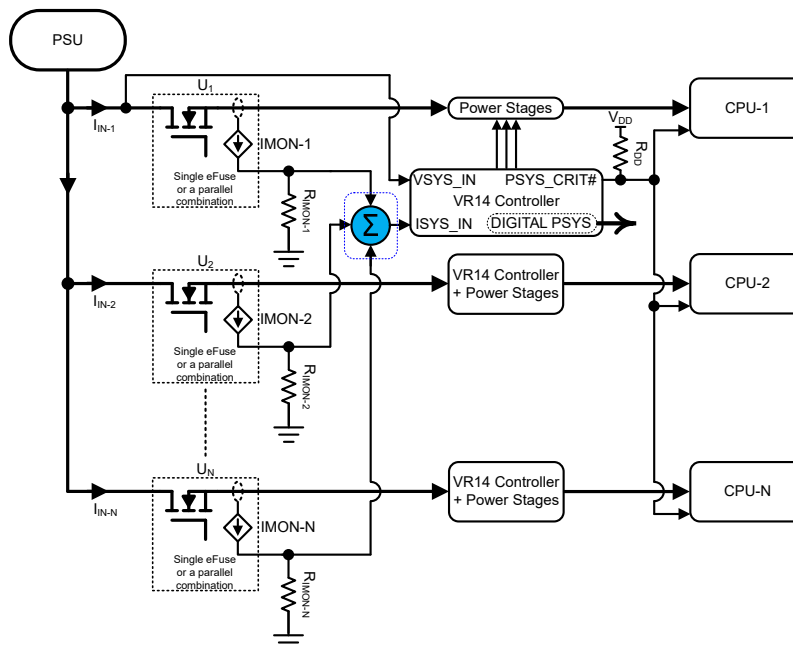 PSU
U1
IIN-1
IMON-1
Single eFuse
or a parallel
combination
RIMON-1
Σ
Power Stages
VDD
RDD
CPU-1
VSYS_IN
PSYS_CRIT#
VR14 Controller
ISYS_IN
DIGITAL PSYS
U2
IIN-2
IMON-2
Single eFuse
or a parallel
combination
RIMON-2
VR14 Controller
+ Power Stages
CPU-2
UN
IIN-N
IMON-N
Single eFuse
or a parallel
combination
RIMON-N
VR14 Controller
+ Power Stages
CPU-N